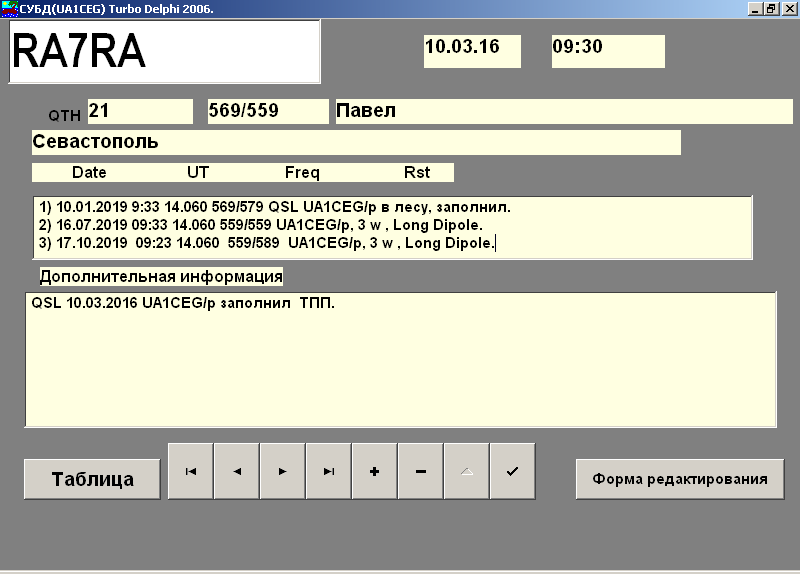 СУБД(UA1CEG) Turbo Delphi 2006.
RA7RA
10.03.16 09:30
QTH 21 569/559 Павел
Севастополь
Date UT Freq Rst
1) 10.01.2019 9:33 14.060 569/579 QSL UA1CEG/p в лесу, заполнил.
2) 16.07.2019 09:33 14.060 559/559 UA1CEG/p, 3 w , Long Dipole.
3) 17.10.2019  09:23 14.060  559/589  UA1CEG/p, 3 w , Long Dipole.
Дополнительная информация
QSL 10.03.2016 UA1CEG/p заполнил  ТПП.
Таблица Форма редактирования